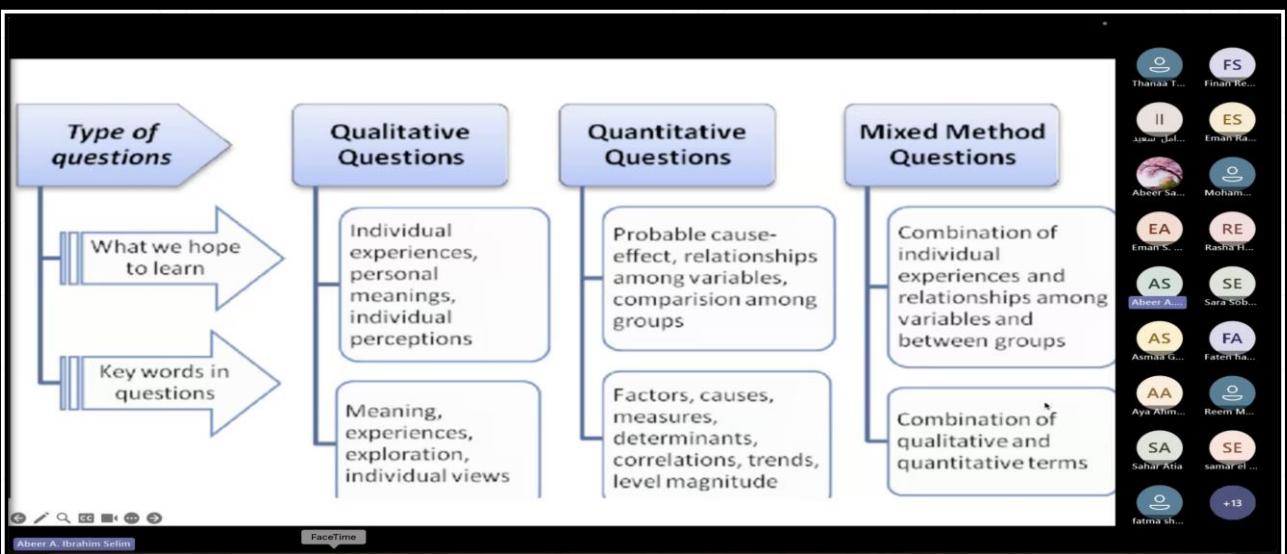 Type of
questions
What we hope
to learn
Key words in
questions
Qualitative
Questions
Individual
experiences,
personal
meanings,
individual
perceptions
Meaning,
experiences,
exploration,
individual views
Quantitative
Questions
Probable cause-
effect, relationships
among variables,
comparision among
groups
Factors, causes,
measures,
determinants,
correlations, trends,
level magnitude
Mixed Method
Questions
Combination of
individual
experiences and
relationships among
variables and
between groups
Combination of
qualitative and
quantitative terms
Thanaa T...
FS
Finan Re...
II
امل سعيد...
ES
Eman Ra...
Abeer Sa...
Moham...
EA
Eman S. ...
RE
Rasha H...
AS
Abeer A....
SE
Sara Sob...
AS
Asmaa G...
FA
Faten ha...
AA
Aya Ahm...
Reem M...
SA
Sahar Atia
SE
samar el ...
fatma sh...
+13
CC
Abeer A. Ibrahim Selim
FaceTime